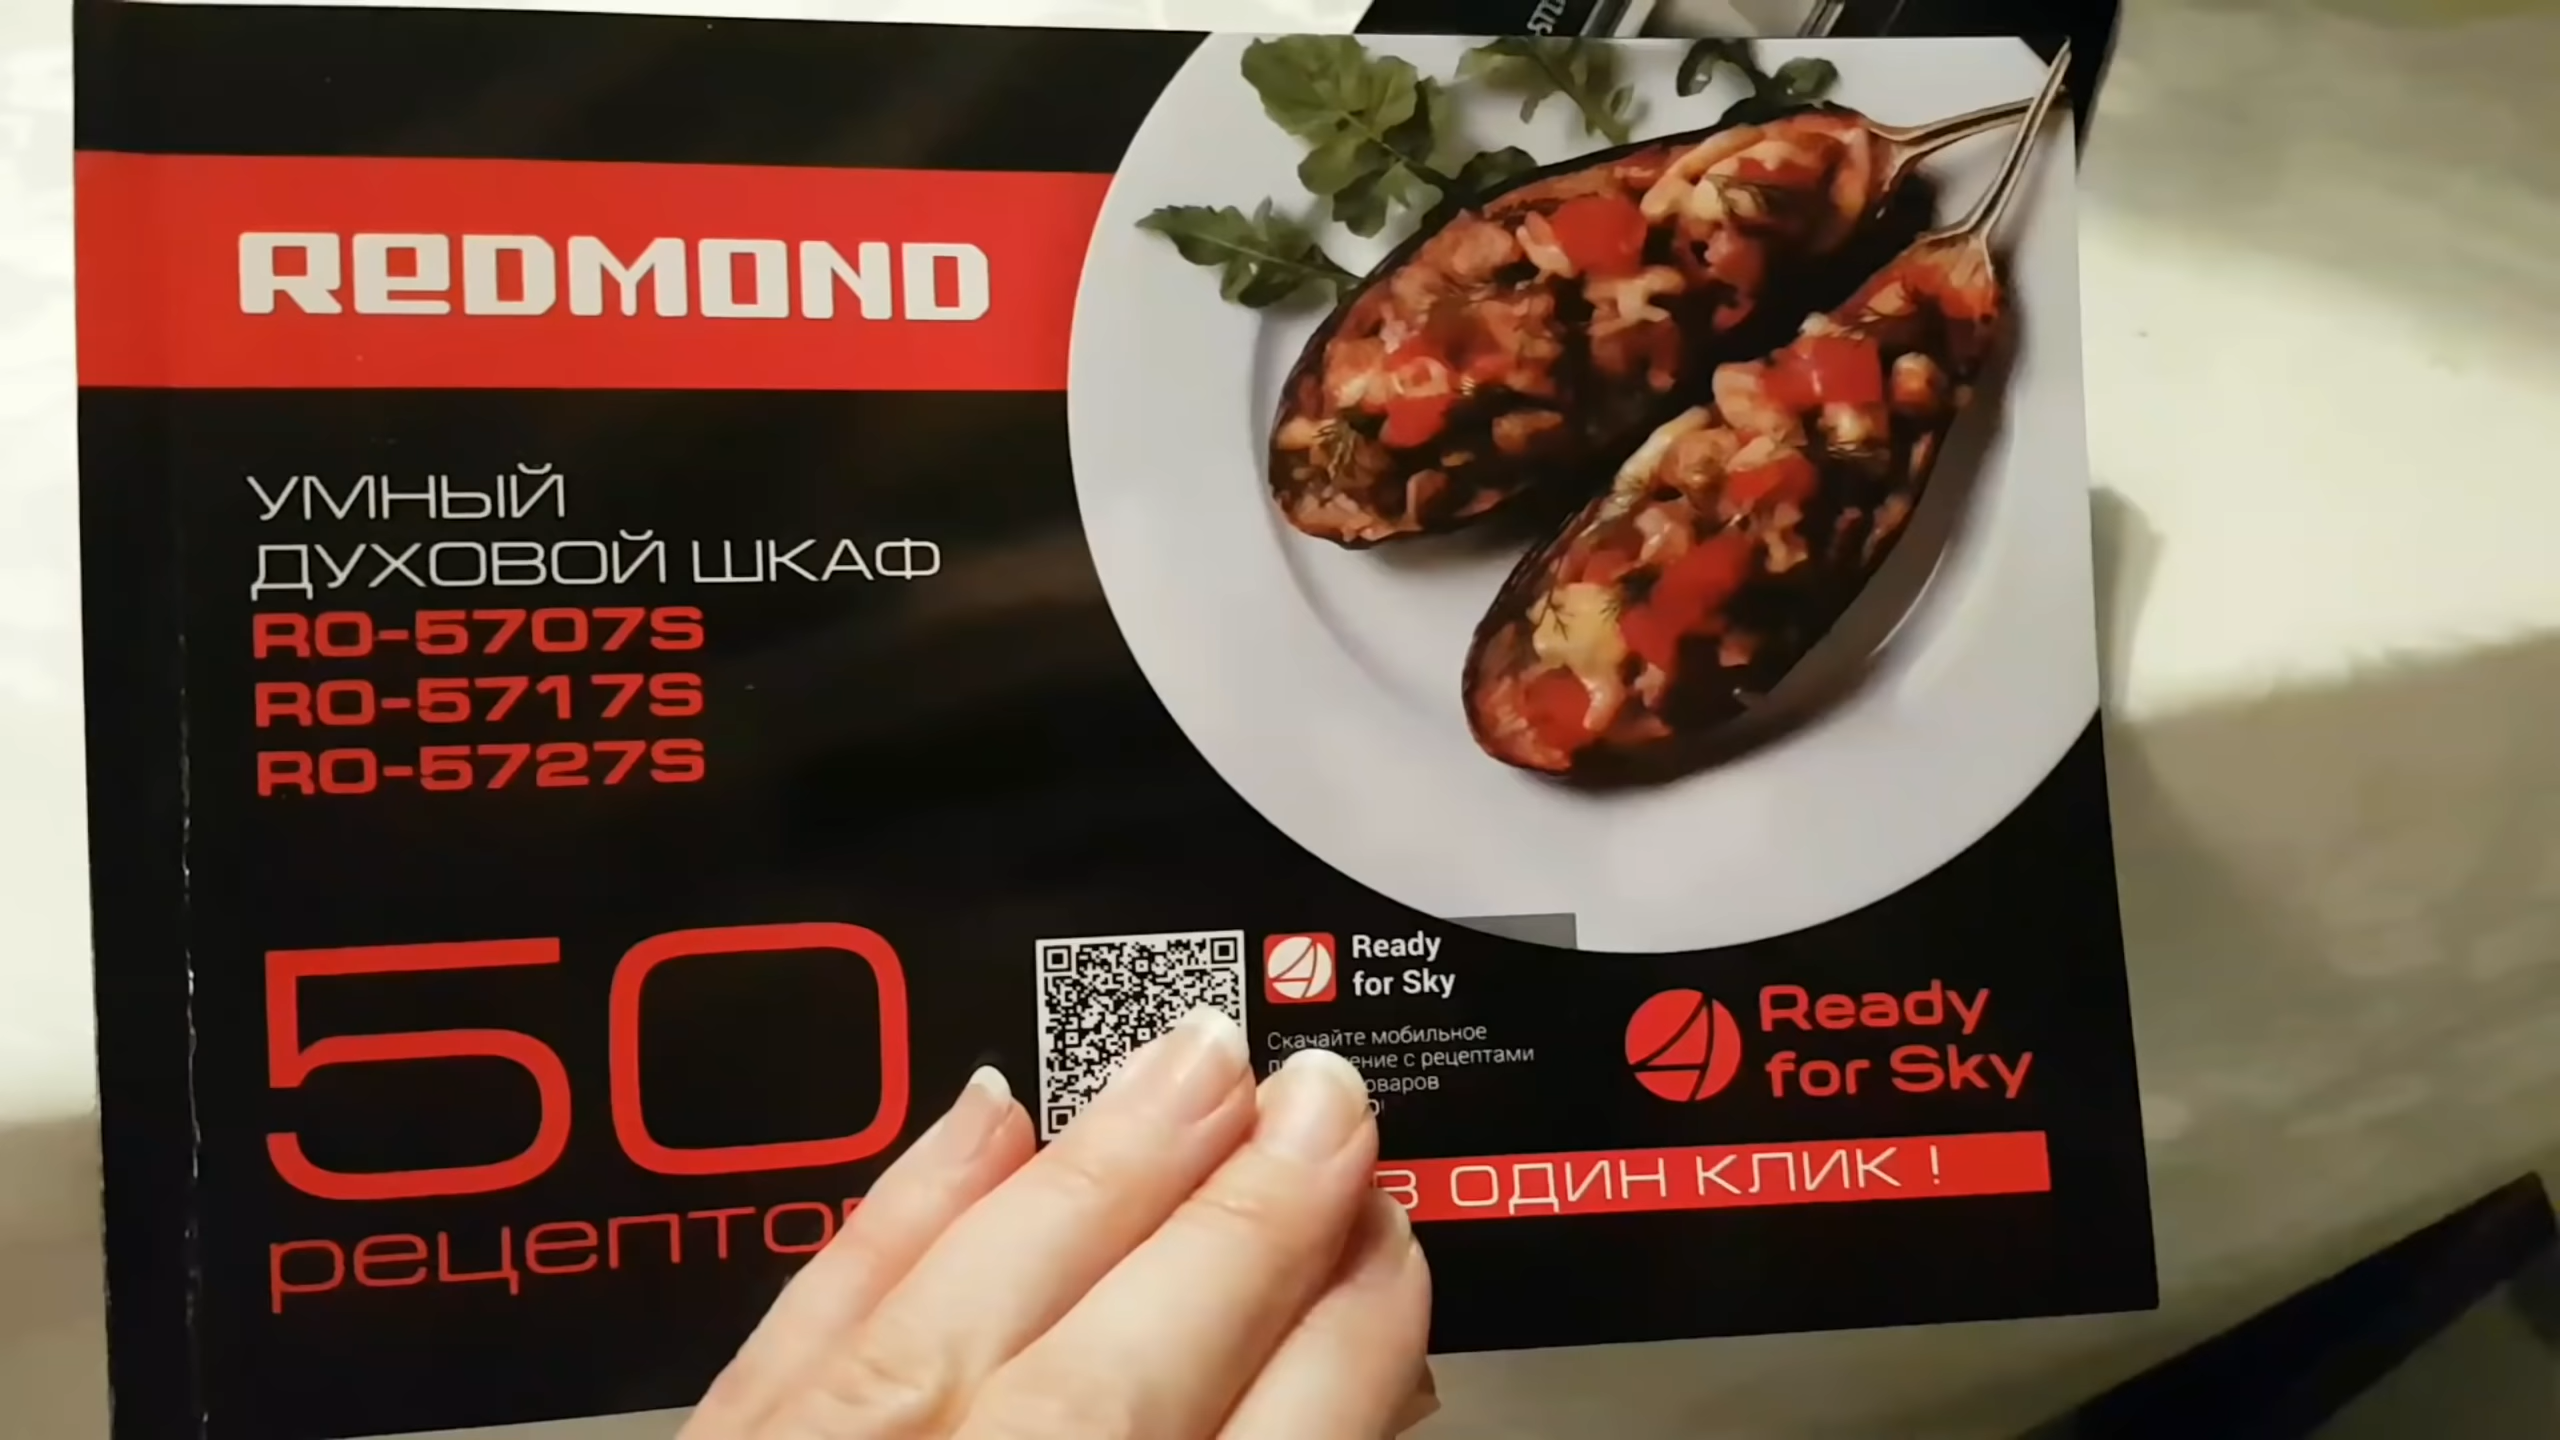 REDMOND
УМНЫЙ
ДУХОВОЙ ШКАФ
RO-5707S
RO-5717S
RO-5727S
50
Ready
for Sky
Скачайте мобильное
с рецептами
Ready
for Sky
В ОДИН КЛИК !